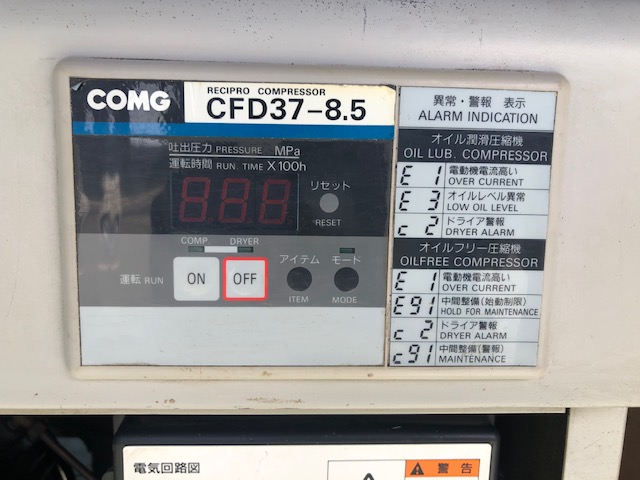 COMG
RECIPRO COMPRESSOR
CFD37-8.5
吐出圧力 PRESSURE MPa
運転時間 RUN. TIME X100h
888
リセット
RESET
COMP DRYER
運転 RUN ON OFF
アイテム モード
ITEM MODE
異常・警報 表示
ALARM INDICATION
オイル潤滑圧縮機
OIL LUB. COMPRESSOR
E 1 電動機電流高い
OVER CURRENT
E 3 オイルレベル異常
LOW OIL LEVEL
c 2 ドライア警報
DRYER ALARM
オイルフリー圧縮機
OILFREE COMPRESSOR
E 1 電動機電流高い
OVER CURRENT
E91 中間整備(始動制限)
HOLD FOR MAINTENANCE
c 2 ドライア警報
DRYER ALARM
c91 中間整備(警報)
MAINTENANCE
電気回路図
警告